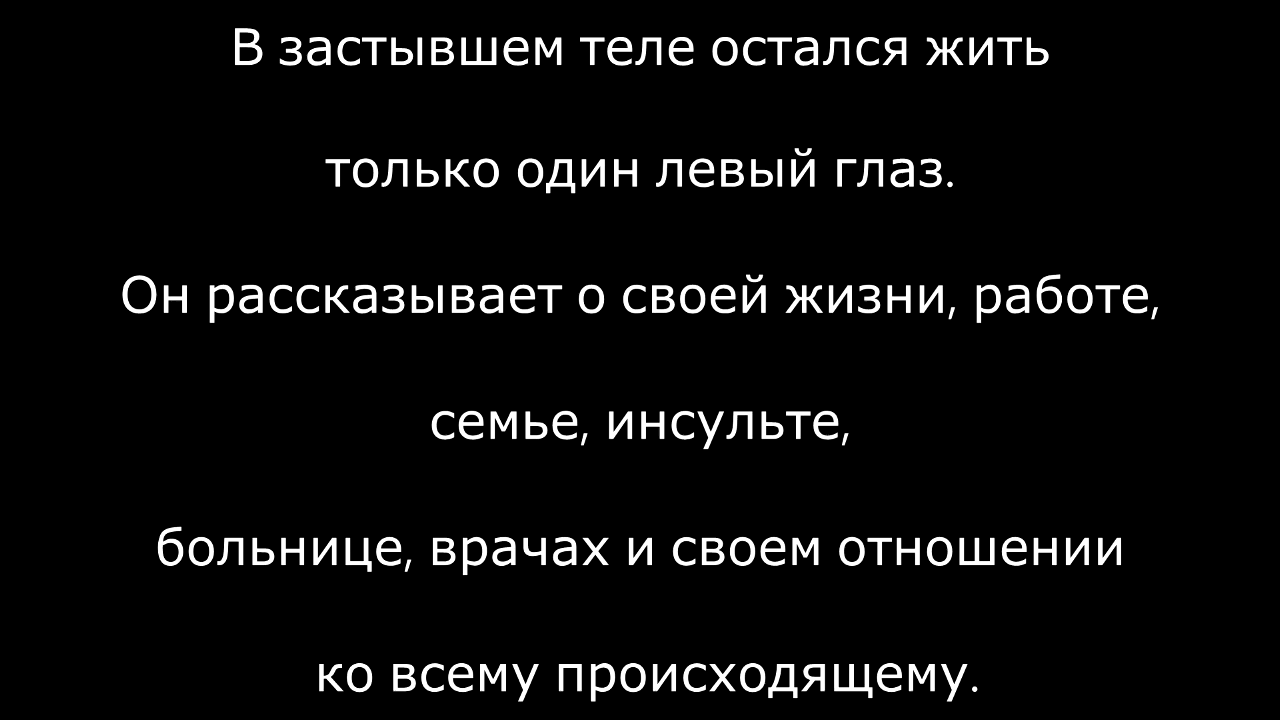 В застывшем теле остался жить
только один левый глаз.
Он рассказывает о своей жизни, работе,
семье, инсульте,
больнице, врачах и своем отношении
ко всему происходящему.